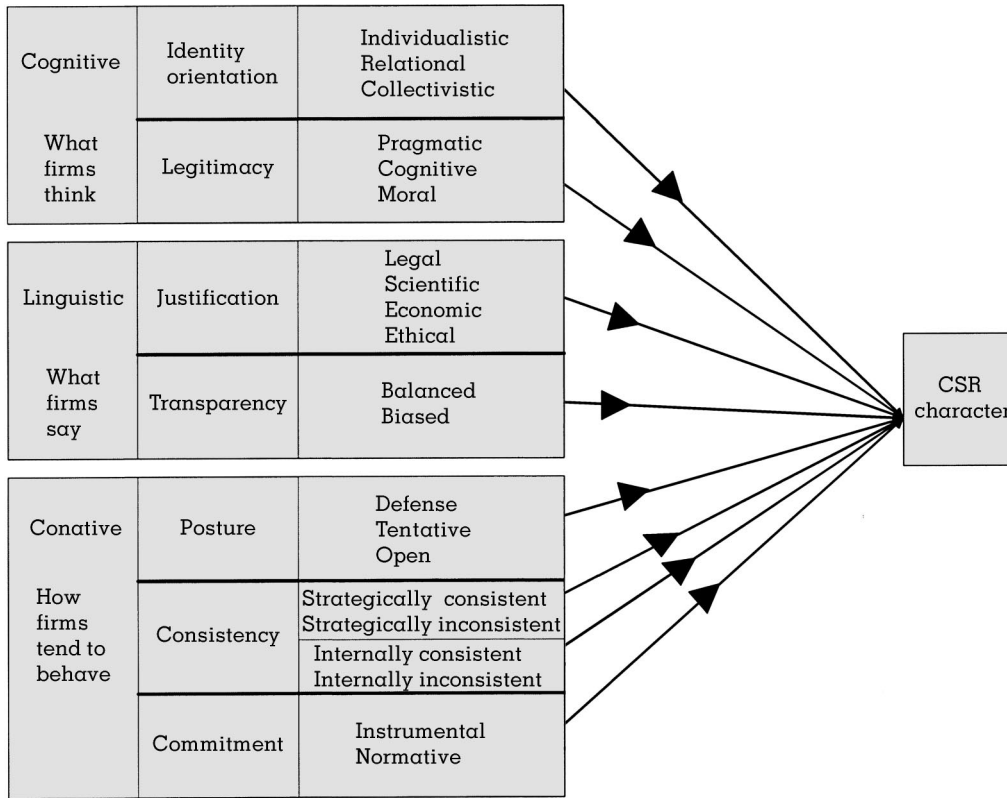 Cognitive
What
firms
think
Identity
orientation
Individualistic
Relational
Collectivistic
Legitimacy
Pragmatic
Cognitive
Moral
Linguistic
What
firms
say
Justification
Legal
Scientific
Economic
Ethical
Transparency
Balanced
Biased
Conative
How
firms
tend to
behave
Posture
Defense
Tentative
Open
Consistency
Strategically consistent
Strategically inconsistent
Internally consistent
Internally inconsistent
Commitment
Instrumental
Normative
CSR
character